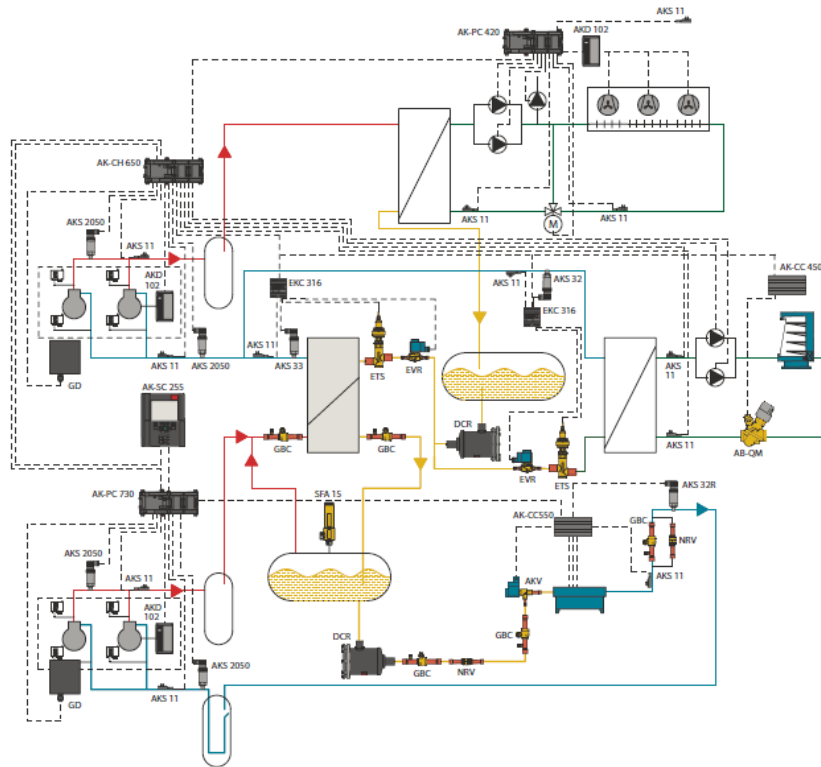 AKS 11
AK-PC 420
AKD 102
AK-CH 650
AKS 11
AKS 11
M
AKS 2050
AKS 11
AKD
102
EKC 316
AKS 11
AKS 32
EKC 316
AK-CC 450
AKS 11
AKS 2050
AKS 11
AKS 33
ETS
EVR
AKS
11
GD
AK-SC 255
DCR
GBC
GBC
EVR
ETS
AKS 11
AB-QM
AK-PC 730
SFA 15
AKS 32R
AK-CC550
GBC
NRV
AKS 2050
AKS 11
AKV
AKS 11
AKD
102
GBC
DCR
AKS 2050
GBC
NRV
GD
AKS 11